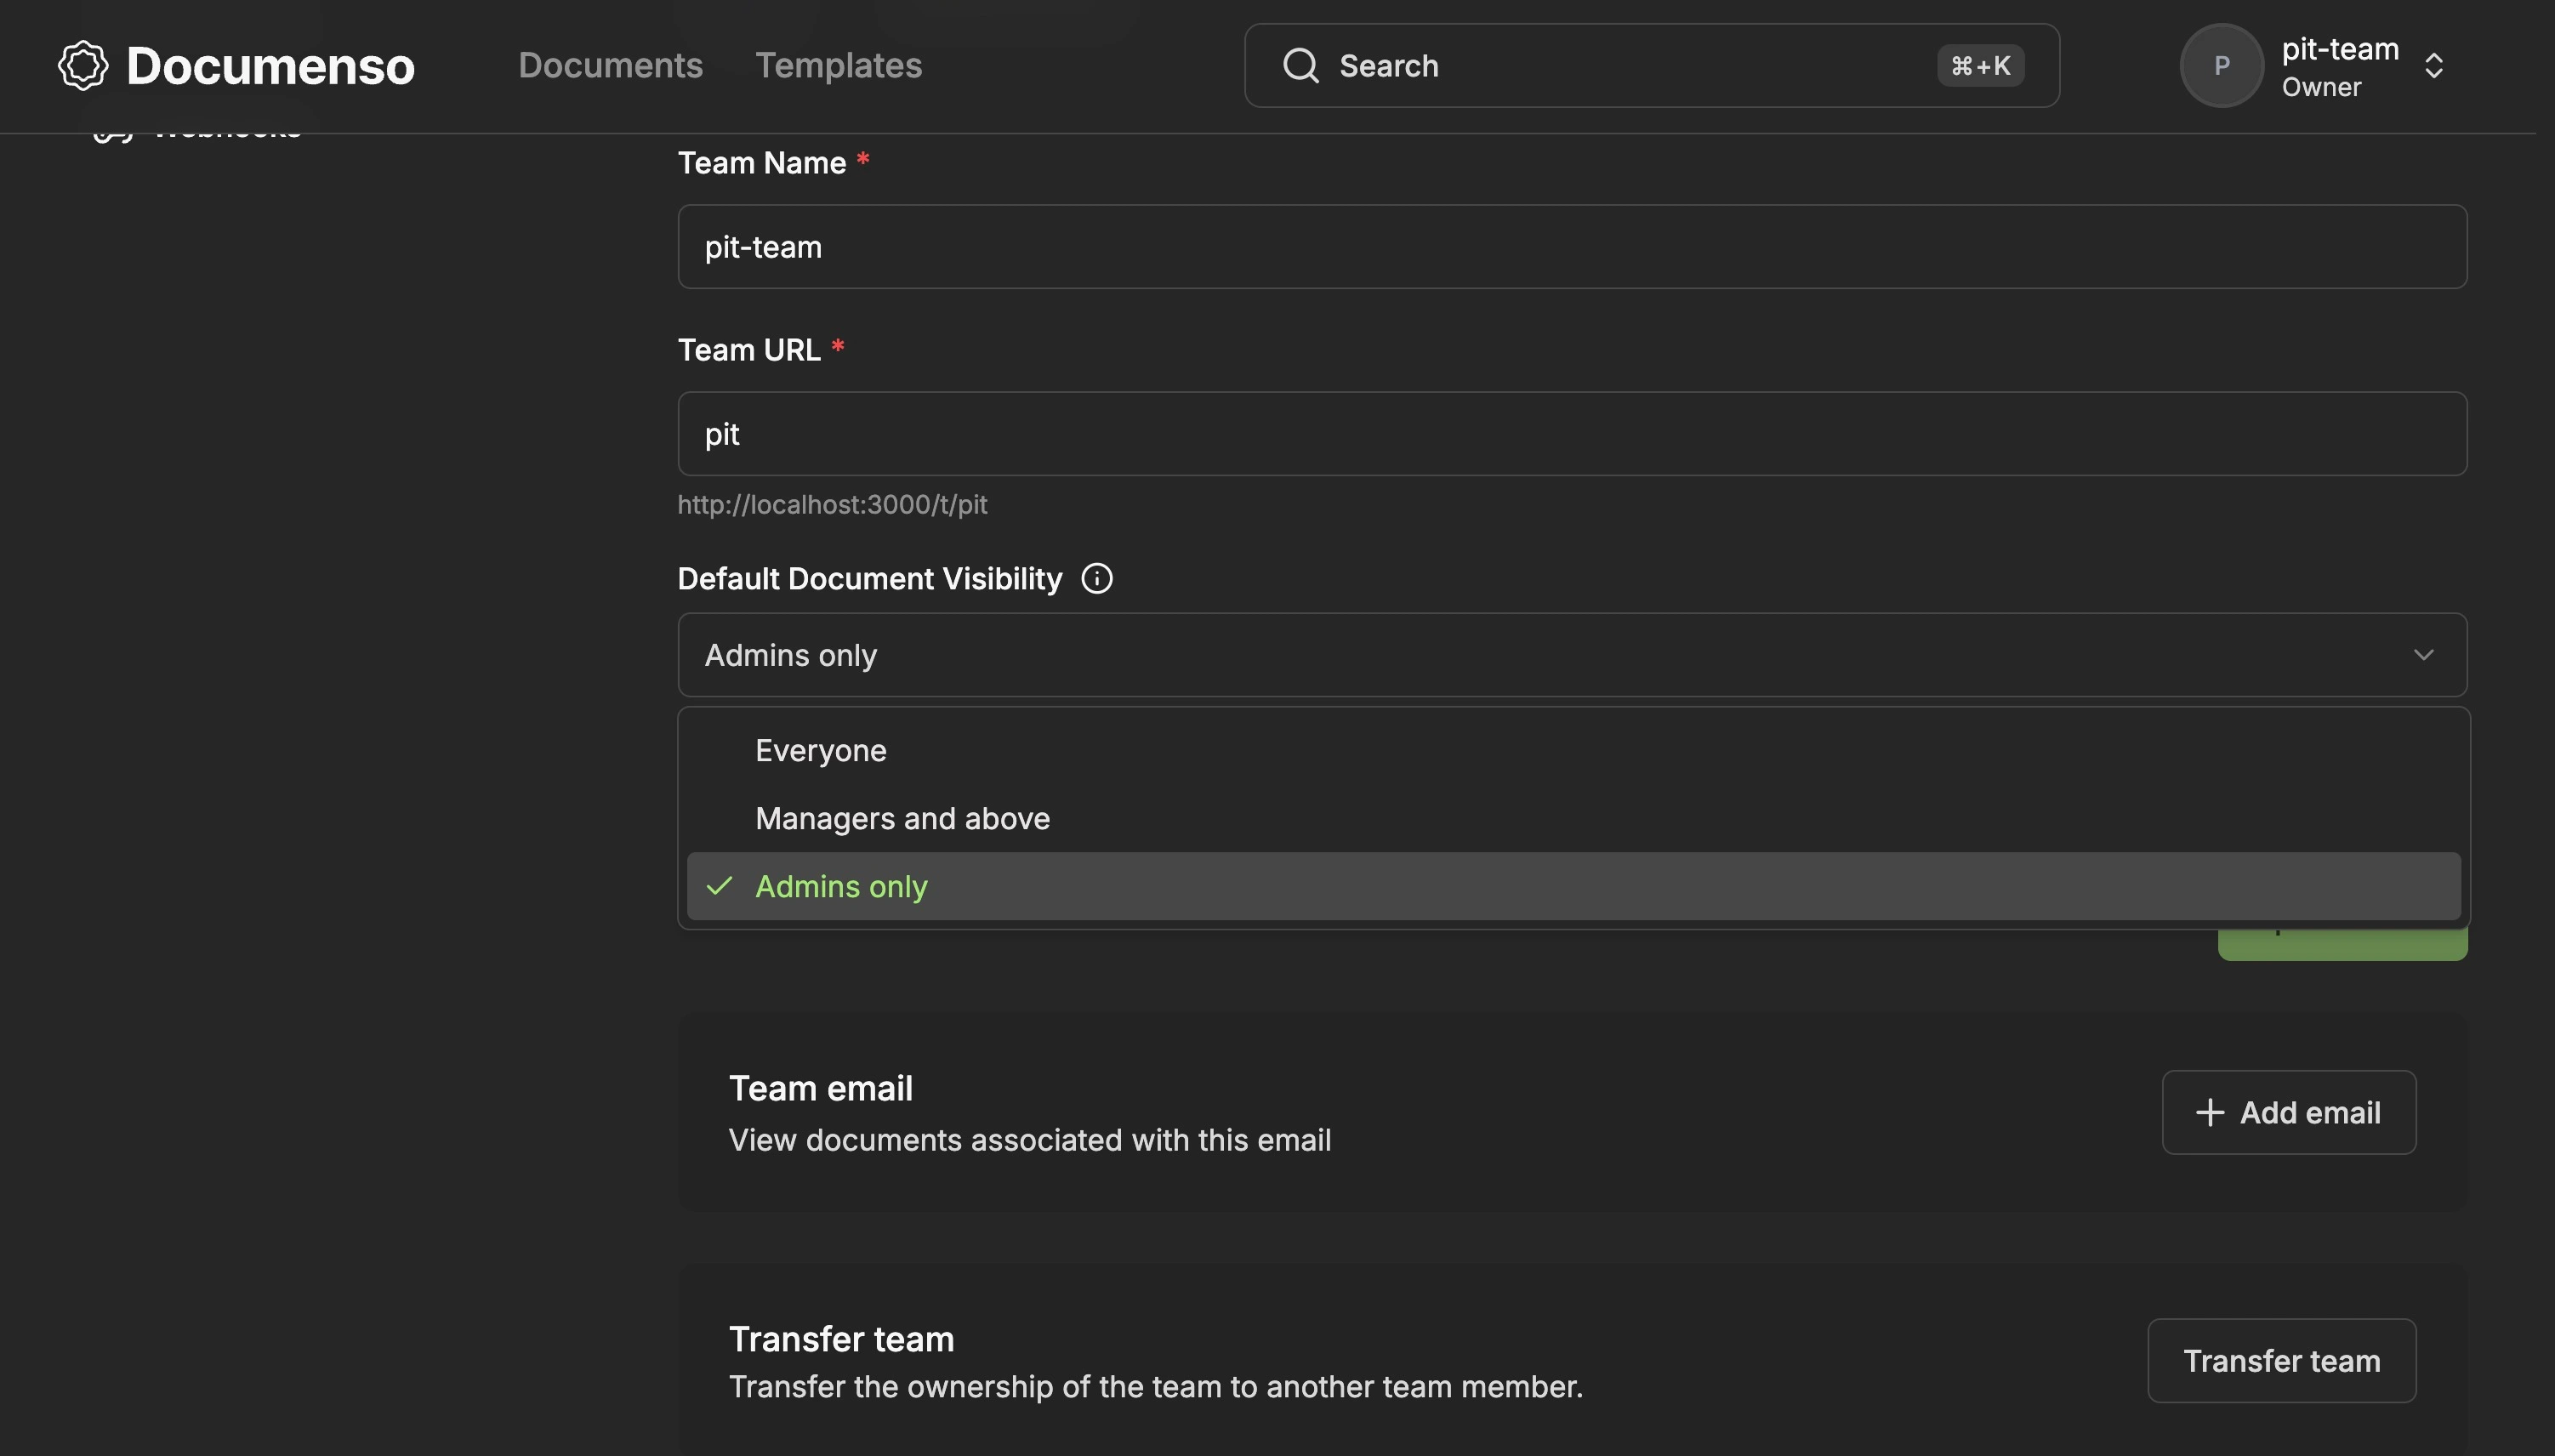 Documenso
Documents
Templates
Search
⌘+K
P
pit-team
Owner
Webhooks
Team Name *
pit-team
Team URL *
pit
http://localhost:3000/t/pit
Default Document Visibility
Admins only
Everyone
Managers and above
Admins only
Team email
View documents associated with this email
Add email
Transfer team
Transfer the ownership of the team to another team member.
Transfer team